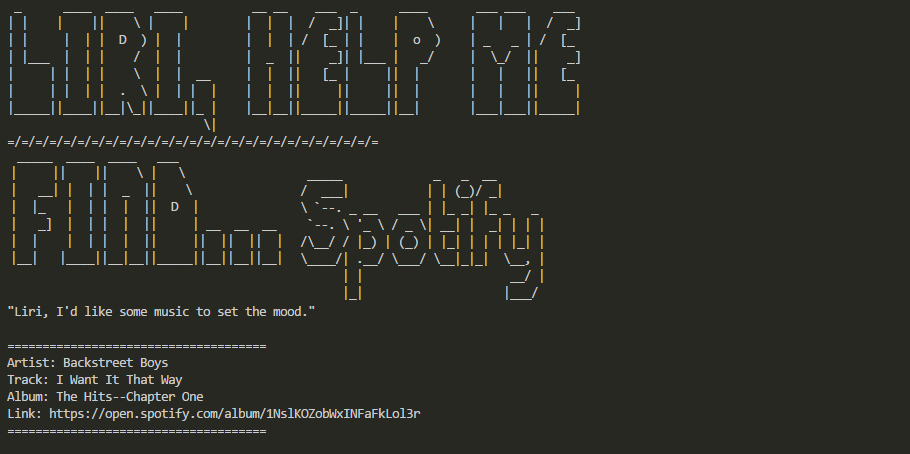 LIRI, HELP ME
=/=/=/=/=/=/=/=/=/=/=/=/=/=/=/=/=/=/=/=/=/=/=/=/=/=/=
FIND... Spotify
"Liri, I'd like some music to set the mood."
=====================================
Artist: Backstreet Boys
Track: I Want It That Way
Album: The Hits--Chapter One
Link: https://open.spotify.com/album/1NslKOZobWxINFaFkLol3r
=====================================